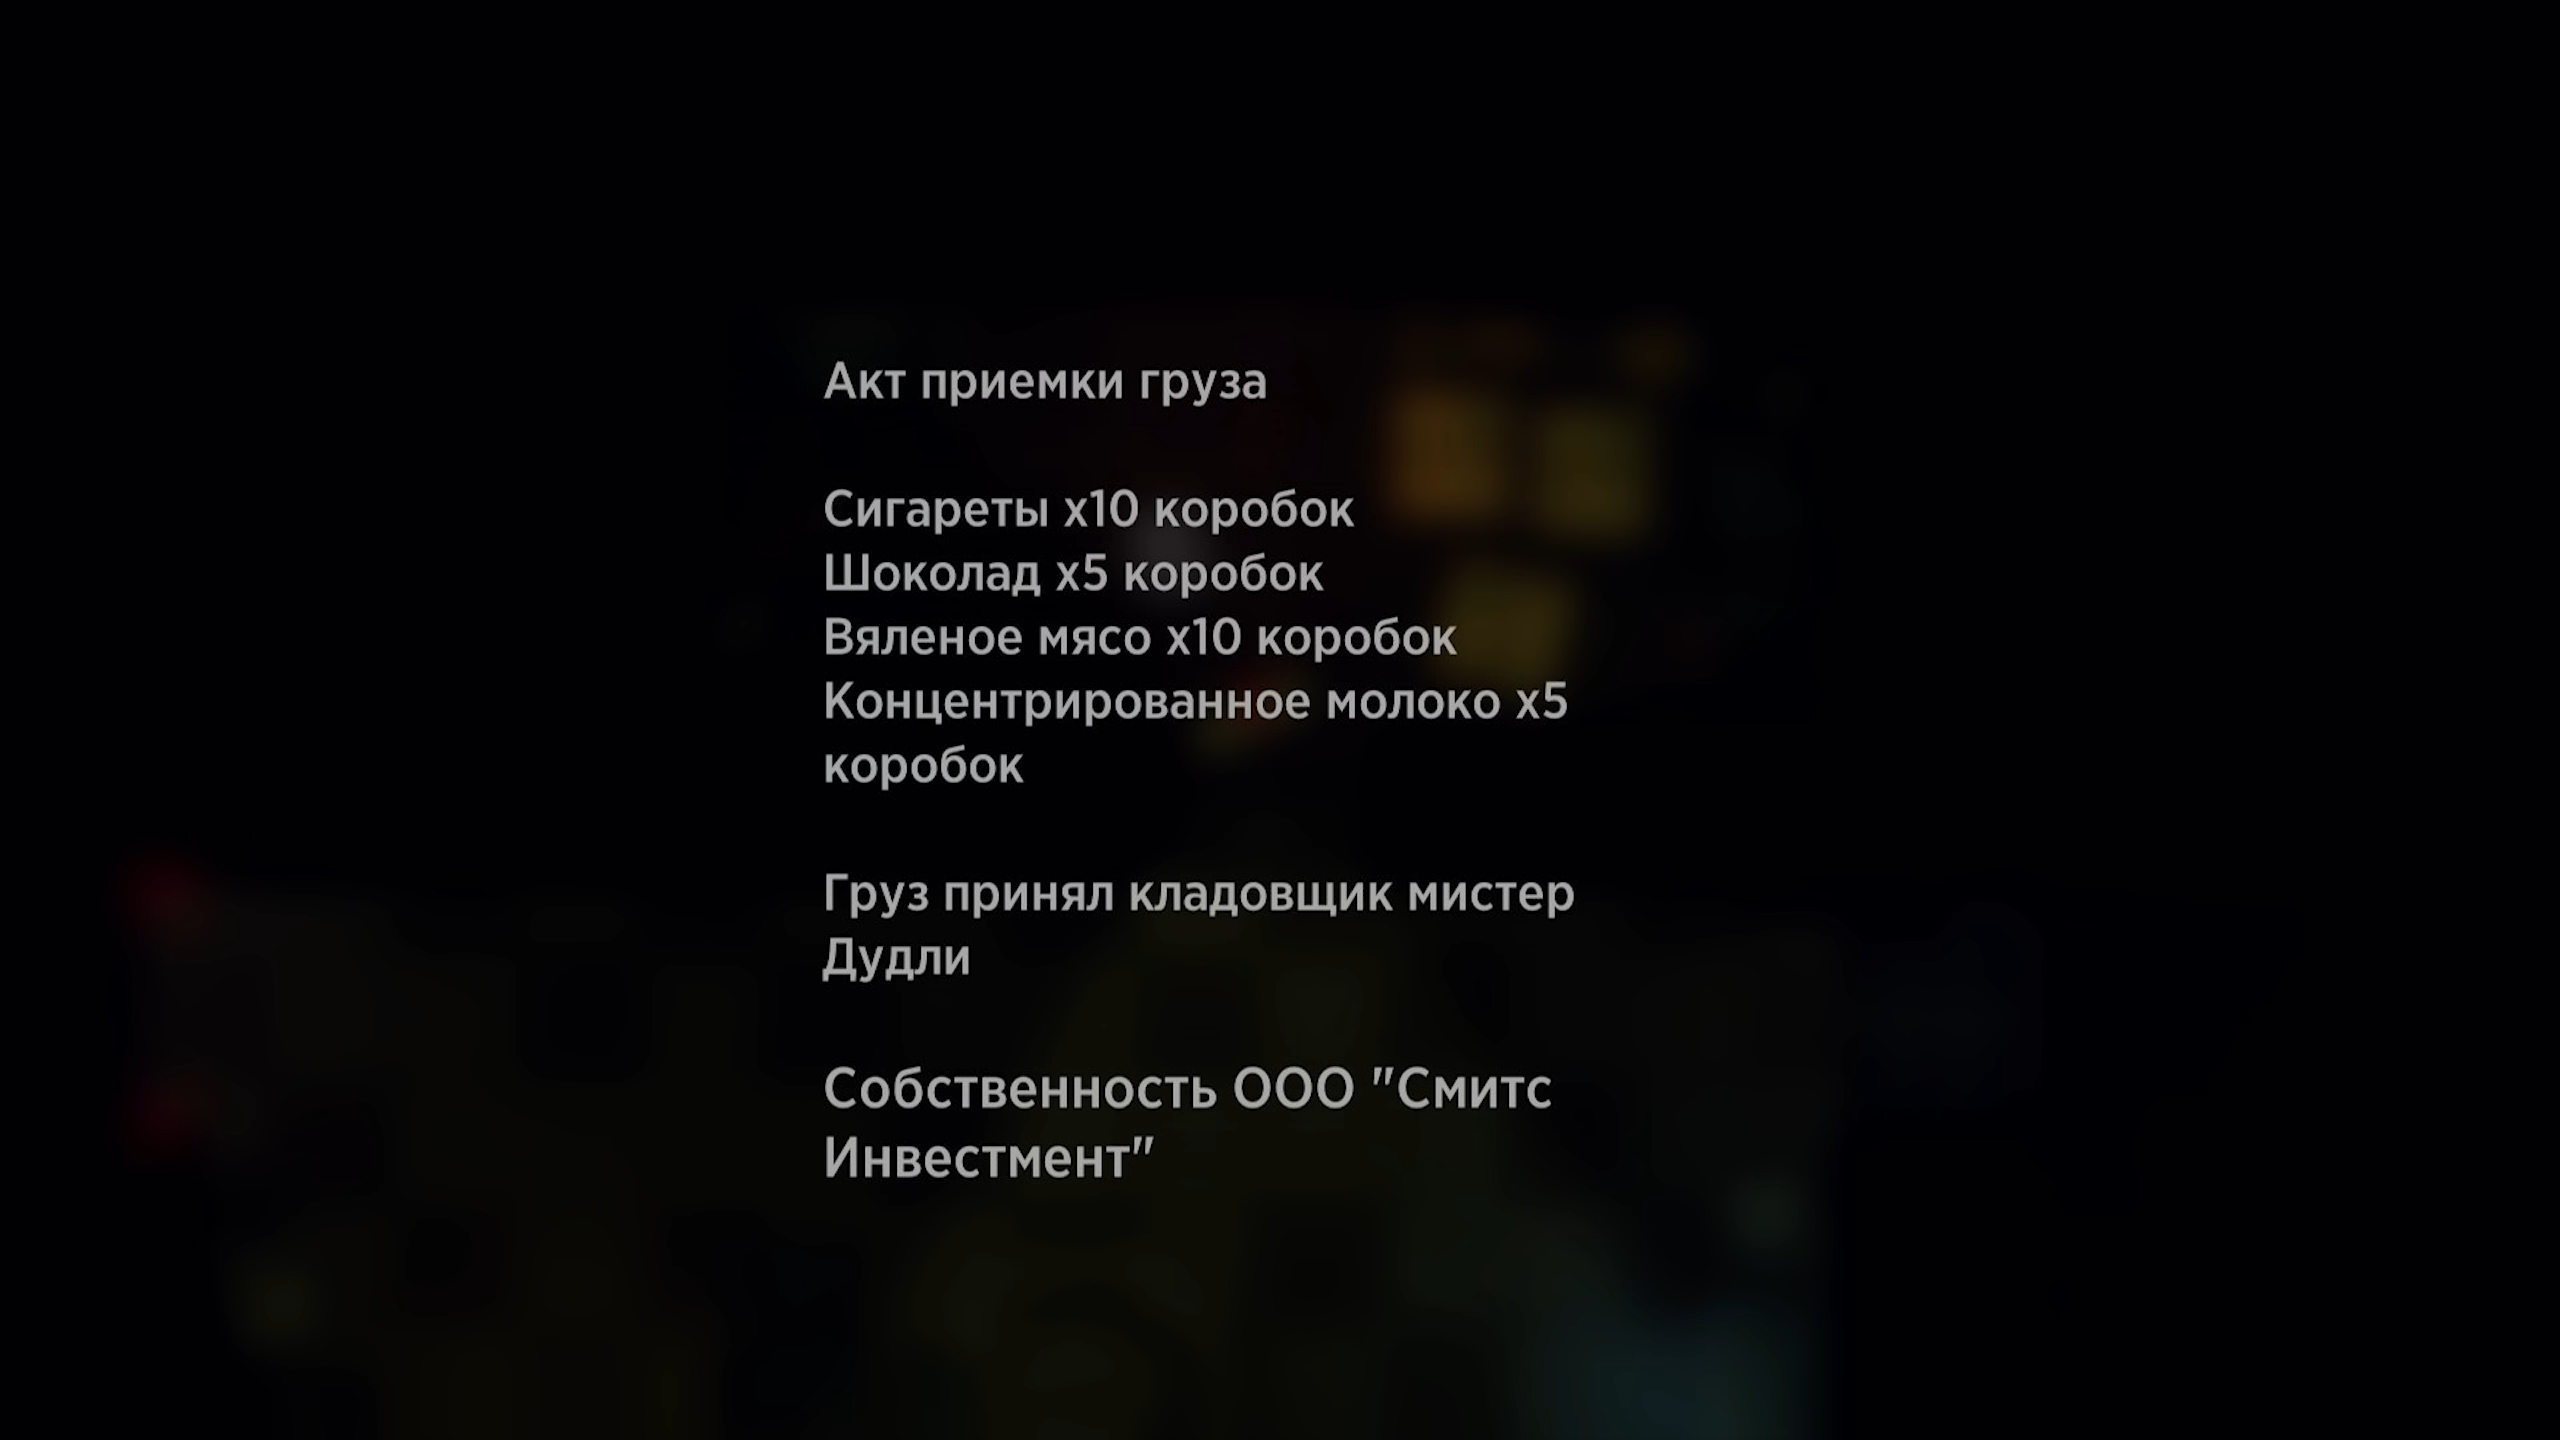 Акт приемки груза
Сигареты x10 коробок
Шоколад x5 коробок
Вяленое мясо x10 коробок
Концентрированное молоко x5
коробок
Груз принял кладовщик мистер
Дудли
Собственность ООО "Смитс
Инвестмент"